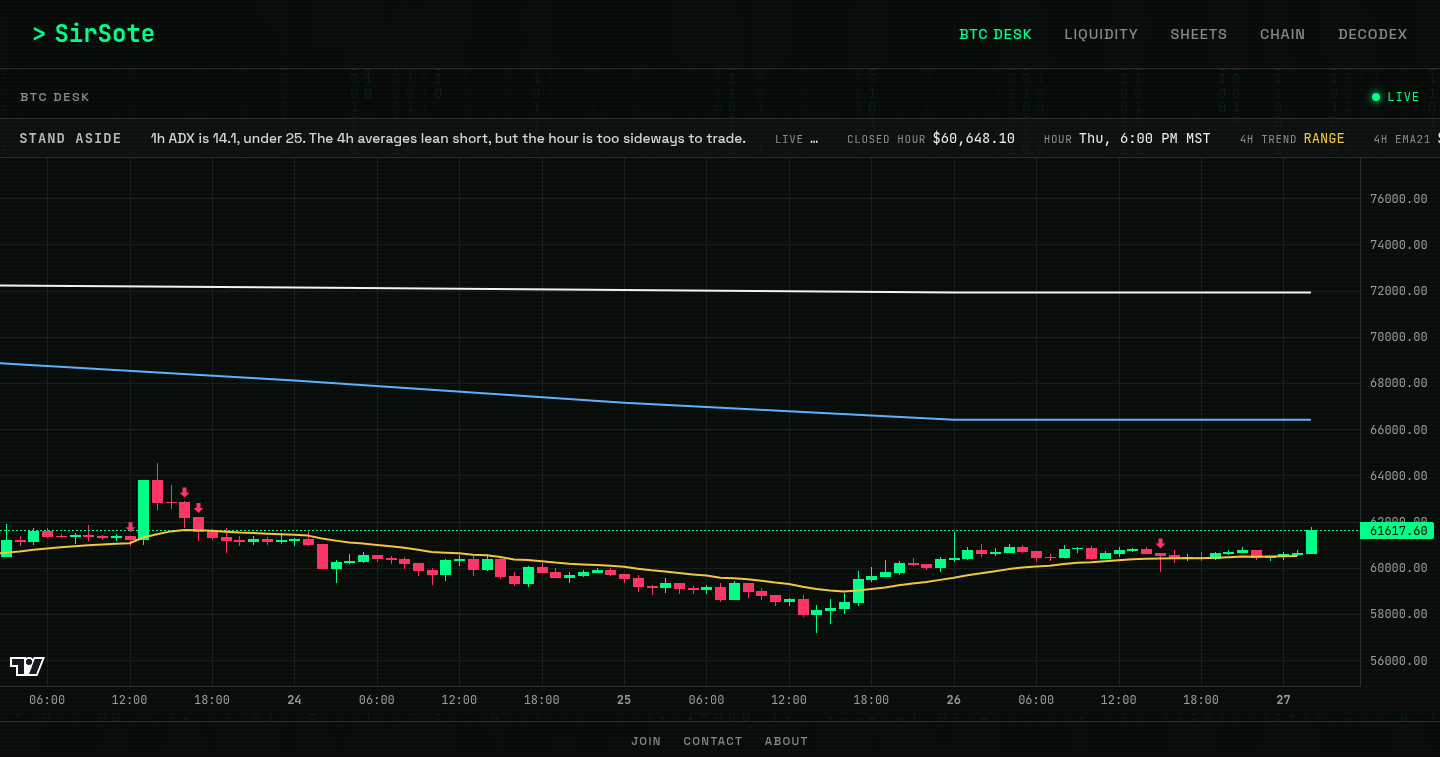 > SirSote
BTC DESK LIQUIDITY SHEETS CHAIN DECODEX
BTC DESK
LIVE
STAND ASIDE 1h ADX is 14.1, under 25. The 4h averages lean short, but the hour is too sideways to trade. LIVE … CLOSED HOUR $60,648.10 HOUR Thu, 6:00 PM MST 4H TREND RANGE 4H EMA21 $
76000.00
74000.00
72000.00
70000.00
68000.00
66000.00
64000.00
61617.60
60000.00
58000.00
56000.00
06:00 12:00 18:00 24 06:00 12:00 18:00 25 06:00 12:00 18:00 26 06:00 12:00 18:00 27
JOIN CONTACT ABOUT